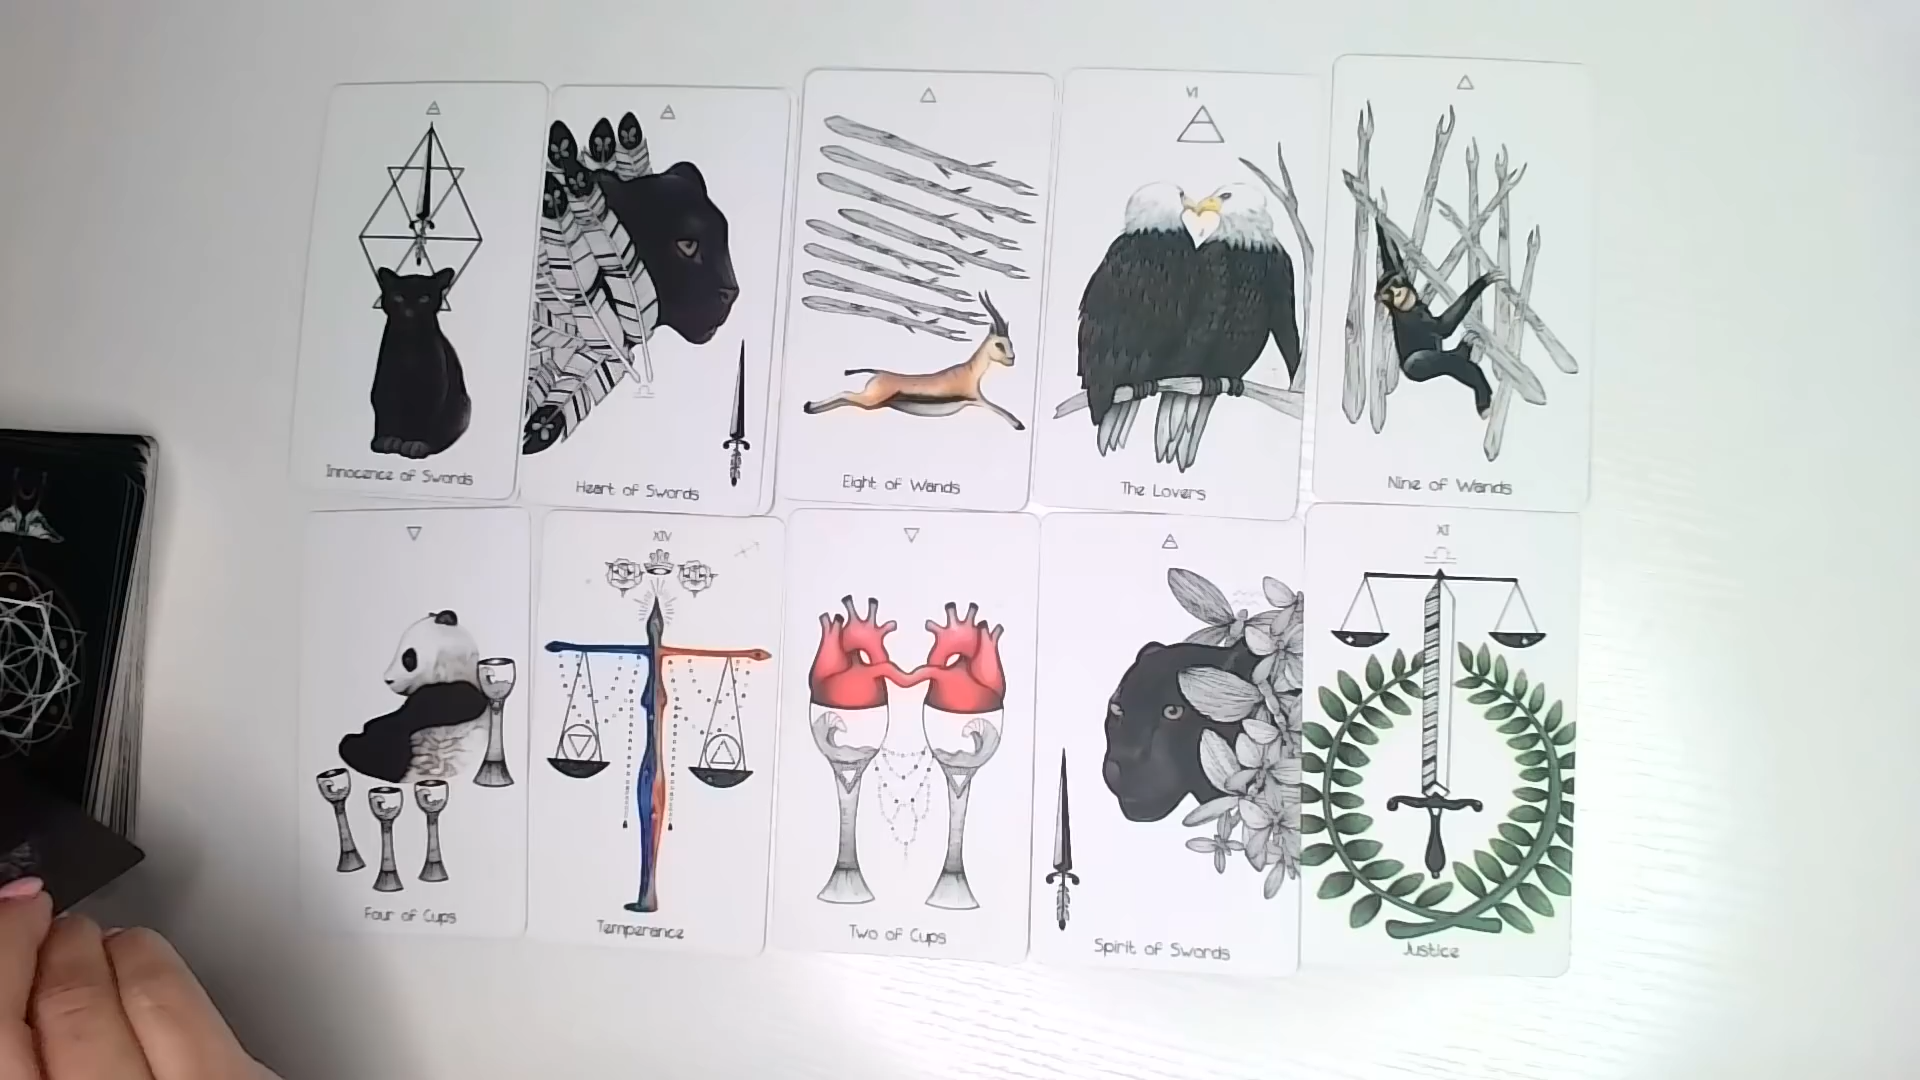 Innocence of Swords
Heart of Swords
Eight of Wands
VI
The Lovers
Nine of Wands
Four of Cups
XIV
Temperance
Two of Cups
Spirit of Swords
XI
Justice